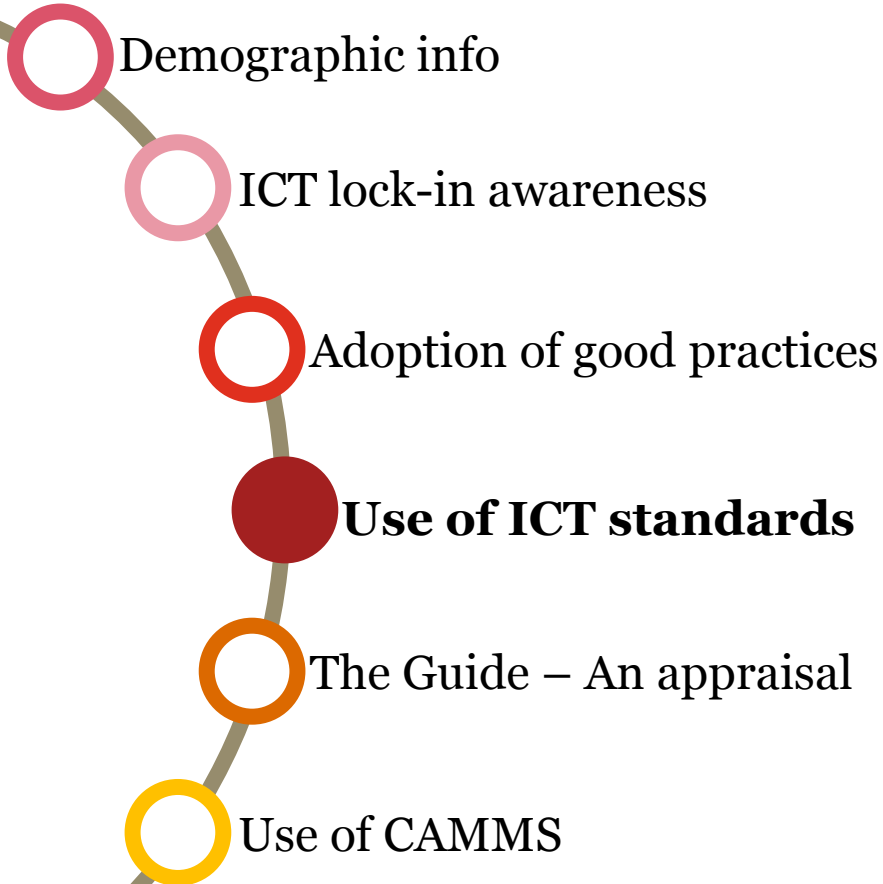 Demographic info
ICT lock-in awareness
Adoption of good practices
Use of ICT standards
The Guide – An appraisal
Use of CAMMS